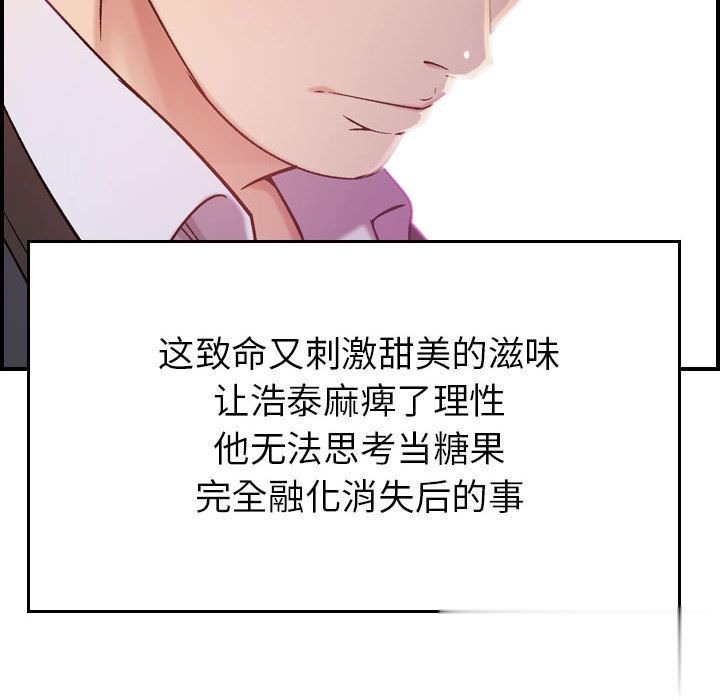 这致命又刺激甜美的滋味
让浩泰麻痹了理性
他无法思考当糖果
完全融化消失后的事